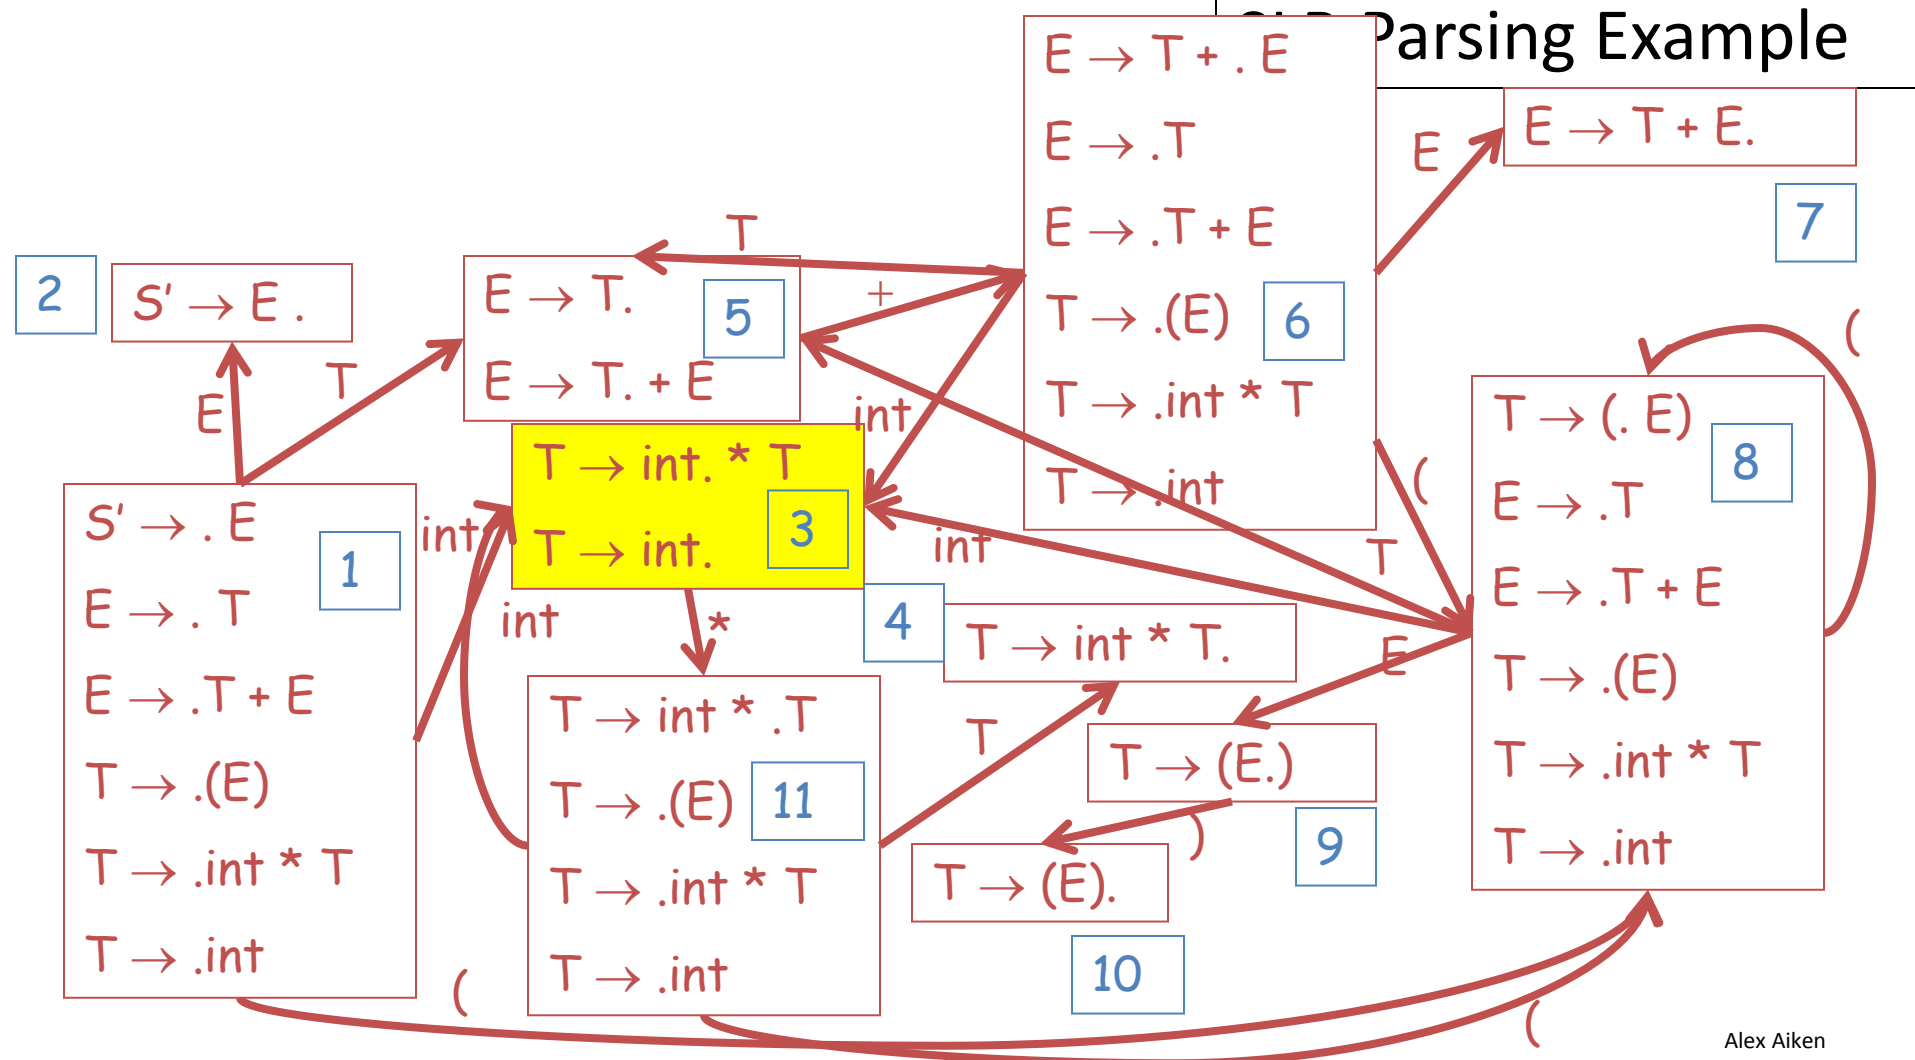 Parsing Example
E → T + . E
E → .T
E → .T + E
T → .(E)
T → .int * T
T → .int
6
E
E → T + E.
7
2
S' → E .
E
T
T
E → T.
E → T. + E
5
+
int
T → int. * T
T → int.
3
int
int
int
*
S' → . E
E → . T
E → .T + E
T → .(E)
T → .int * T
T → .int
1
(
4
T → int * T.
T
T → int * .T
T → .(E)
T → .int * T
T → .int
11
(
T
E
T → (E.)
9
)
T → (E).
10
(
(
T → (. E)
E → .T
E → .T + E
T → .(E)
T → .int * T
T → .int
8
(
Alex Aiken